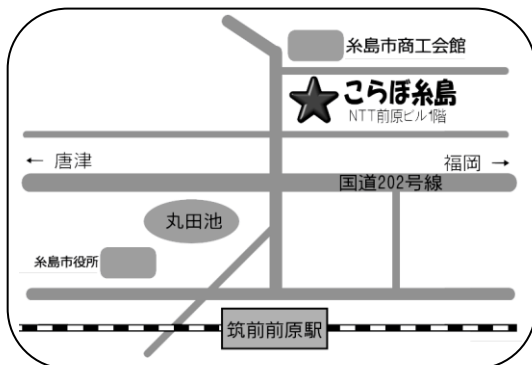 糸島市商工会館
こらぼ糸島
NTT前原ビル1階
← 唐津
福岡 →
国道202号線
丸田池
糸島市役所
筑前前原駅